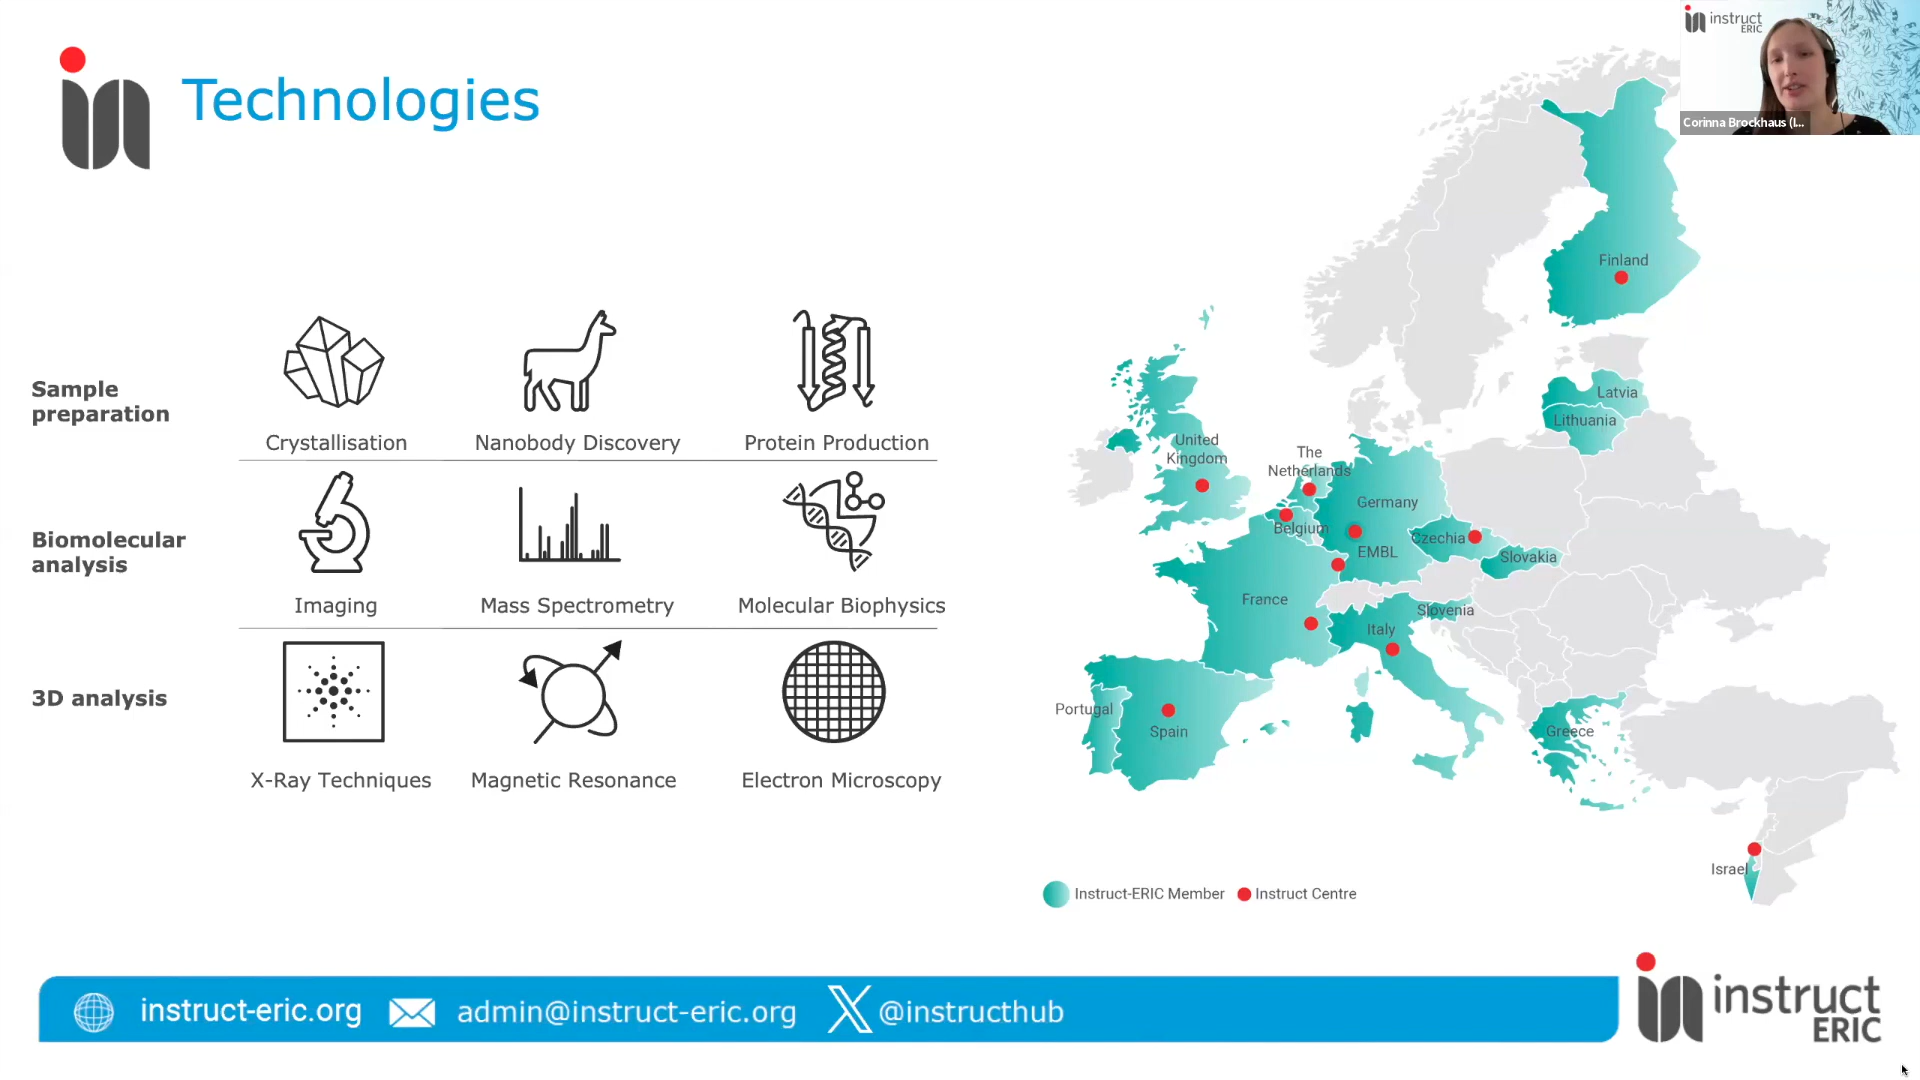 Technologies
instruct
ERIC
Corinna Brockhaus (I...
Sample
preparation
Crystallisation
Nanobody Discovery
Protein Production
Biomolecular
analysis
Imaging
Mass Spectrometry
Molecular Biophysics
3D analysis
X-Ray Techniques
Magnetic Resonance
Electron Microscopy
Finland
Latvia
Lithuania
United
Kingdom
The
Netherlands
Germany
Belgium
EMBL
Czechia
Slovakia
France
Slovenia
Italy
Portugal
Spain
Greece
Israel
Instruct-ERIC Member
Instruct Centre
instruct-eric.org
admin@instruct-eric.org
@instructhub
instruct
ERIC